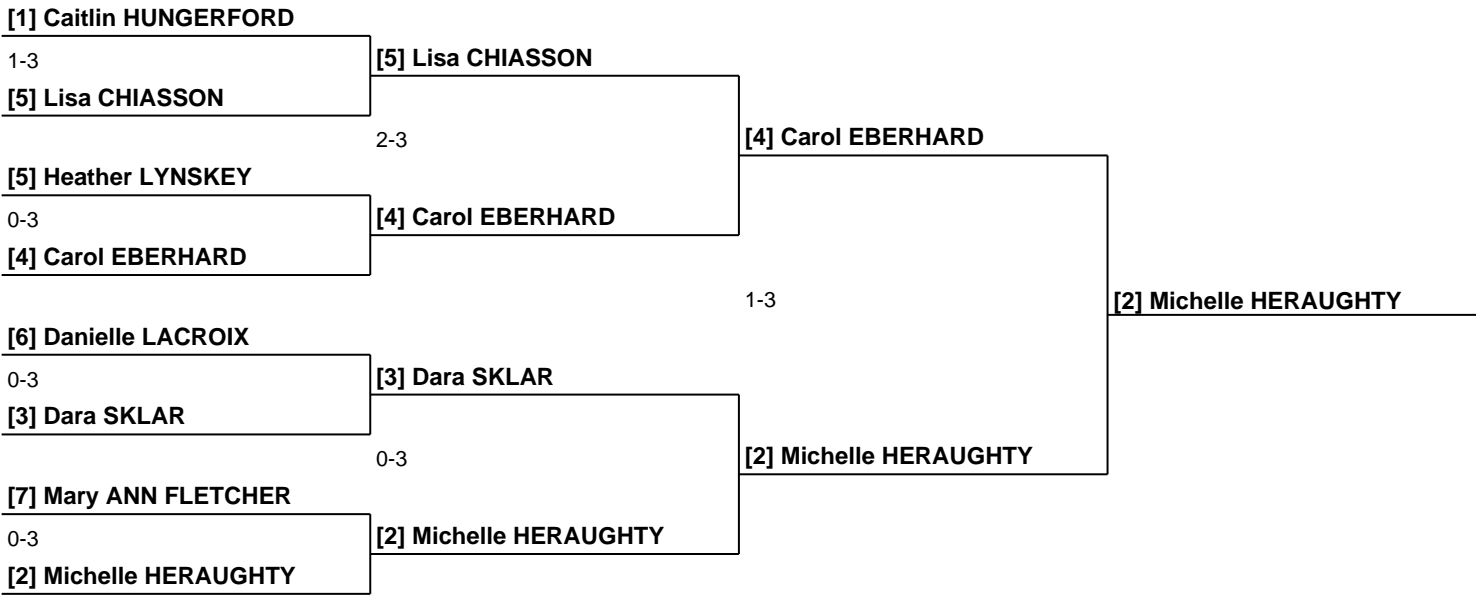 [1] Caitlin HUNGERFORD
1-3
[5] Lisa CHIASSON
[5] Lisa CHIASSON
2-3
[4] Carol EBERHARD
[5] Heather LYNSKEY
0-3
[4] Carol EBERHARD
[4] Carol EBERHARD
1-3
[2] Michelle HERAUGHTY
[6] Danielle LACROIX
0-3
[3] Dara SKLAR
[3] Dara SKLAR
0-3
[2] Michelle HERAUGHTY
[7] Mary ANN FLETCHER
0-3
[2] Michelle HERAUGHTY
[2] Michelle HERAUGHTY